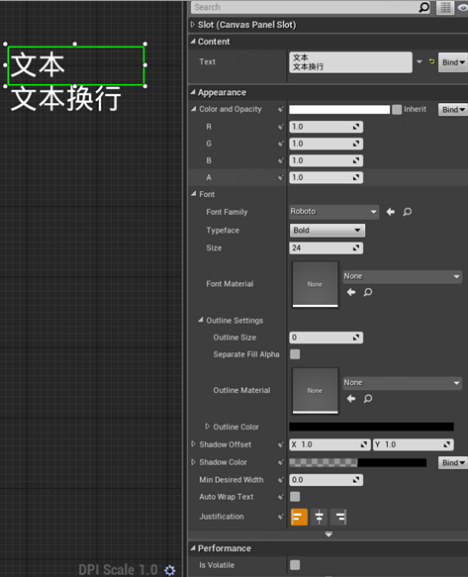 文本
文本换行
DPI Scale 1.0
Search
Slot (Canvas Panel Slot)
Content
Text
文本
文本换行
Bind
Appearance
Color and Opacity
Inherit
Bind
R
1.0
G
1.0
B
1.0
A
1.0
Font
Font Family
Roboto
Typeface
Bold
Size
24
Font Material
None
None
Outline Settings
Outline Size
0
Separate Fill Alpha
Outline Material
None
None
Outline Color
Shadow Offset
X 1.0
Y 1.0
Shadow Color
Bind
Min Desired Width
0.0
Auto Wrap Text
Justification
Performance
Is Volatile